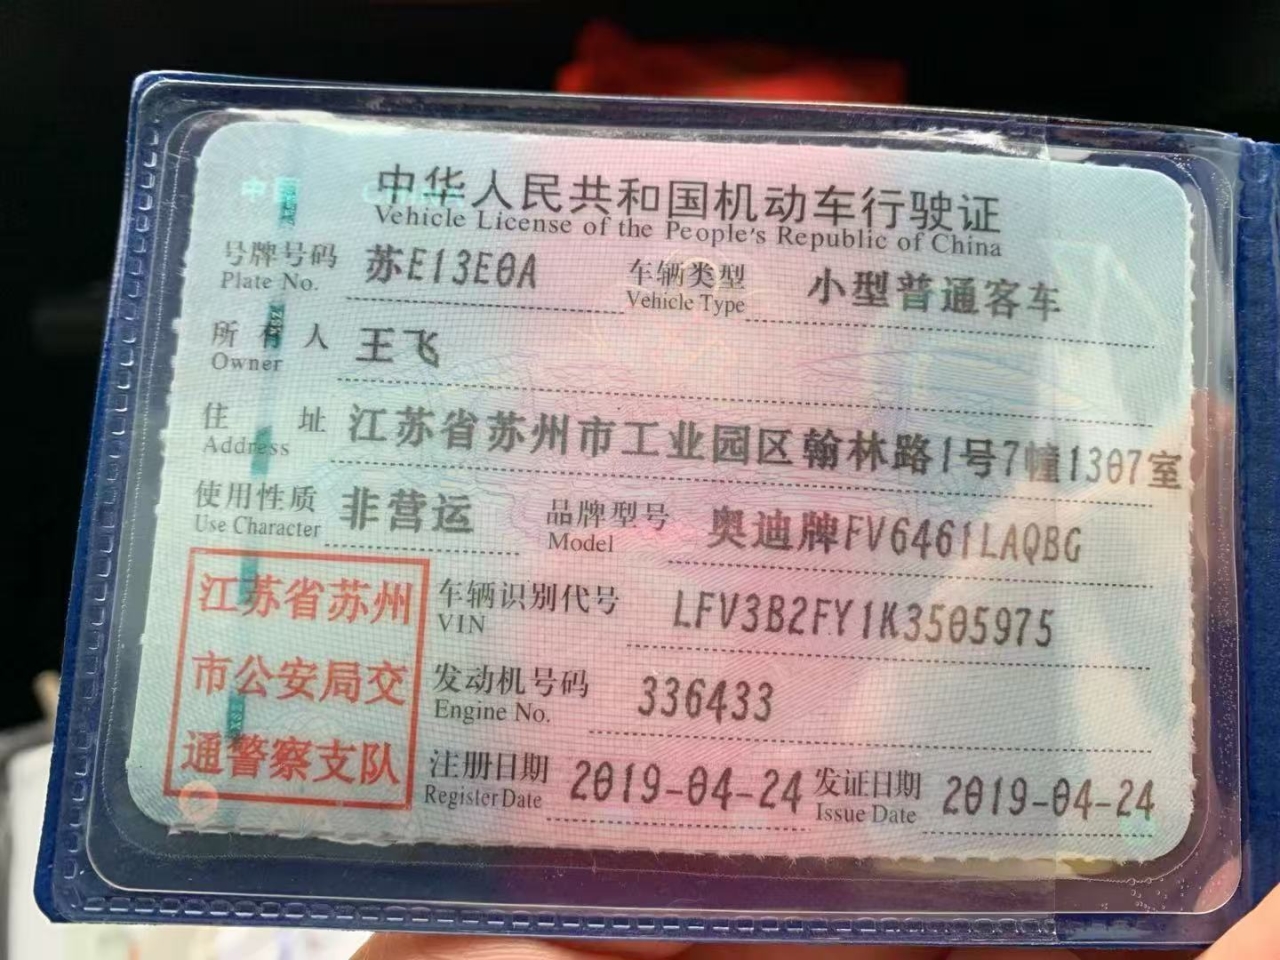 中华人民共和国机动车行驶证
Vehicle License of the People's Republic of China
号牌号码 苏E13E0A 车辆类型 小型普通客车
Plate No. Vehicle Type
所有人 王飞
Owner
住址 江苏省苏州市工业园区翰林路1号7幢1307室
Address
使用性质 非营运 品牌型号 奥迪牌FV6461LAQBG
Use Character Model
江苏省苏州
市公安局交
通警察支队
车辆识别代号 LFV3B2FY1K3505975
VIN
发动机号码 336433
Engine No.
注册日期 2019-04-24 发证日期 2019-04-24
Register Date Issue Date